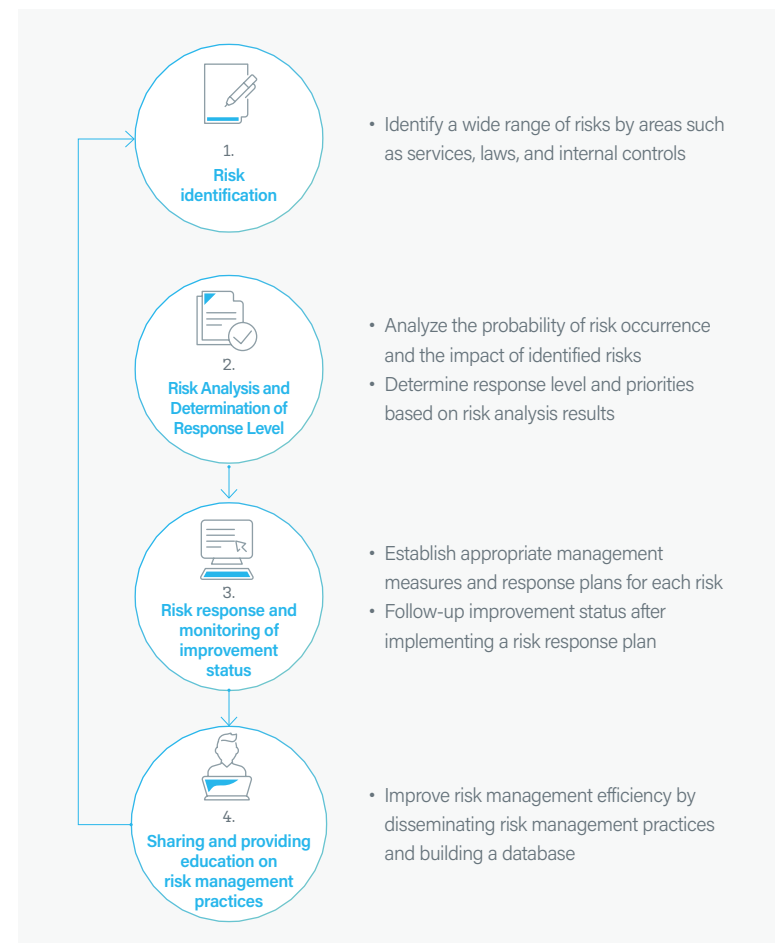 1.
Risk
identification
• Identify a wide range of risks by areas such
as services, laws, and internal controls
2.
Risk Analysis and
Determination of
Response Level
• Analyze the probability of risk occurrence
and the impact of identified risks
• Determine response level and priorities
based on risk analysis results
3.
Risk response and
monitoring of
improvement
status
• Establish appropriate management
measures and response plans for each risk
• Follow-up improvement status after
implementing a risk response plan
4.
Sharing and providing
education on
risk management
practices
• Improve risk management efficiency by
disseminating risk management practices
and building a database